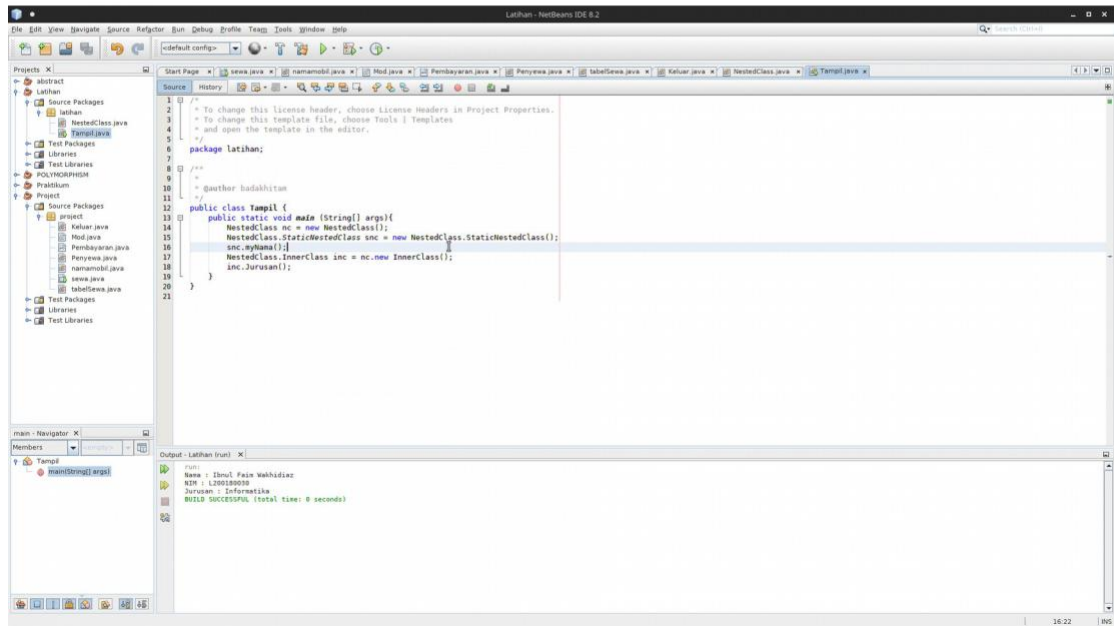 Latihan - NetBeans IDE 8.2
File Edit View Navigate Source Refactor Run Debug Profile Team Tools Window Help
Search (Ctrl+I)
<default config>
Projects
abstract
Latihan
Source Packages
latihan
NestedClass.java
Tampil.java
Test Packages
Libraries
Test Libraries
POLYMORPHISM
Praktikum
Project
Source Packages
project
Keluar.java
Mod.java
Pembayaran.java
Penyewa.java
namamobil.java
sewa.java
tabelSewa.java
Test Packages
Libraries
Test Libraries
Start Page sewa.java namamobil.java Mod.java Pembayaran.java Penyewa.java tabelSewa.java Keluar.java NestedClass.java Tampil.java
Source History
1 /*
2 * To change this license header, choose License Headers in Project Properties.
3 * To change this template file, choose Tools | Templates
4 * and open the template in the editor.
5 */
6 package latihan;
7
8 /**
9 *
10 * @author badakhitam
11 */
12 public class Tampil {
13 public static void main (String[] args){
14 NestedClass nc = new NestedClass();
15 NestedClass.StaticNestedClass snc = new NestedClass.StaticNestedClass();
16 snc.myNama();
17 NestedClass.InnerClass inc = nc.new InnerClass();
18 inc.Jurusan();
19 }
20 }
21
main - Navigator
Members <empty>
Tampil
main(String[] args)
Output - Latihan (run)
run:
Nama : Ibnul Faim Wakhidiaz
NIM : L200180030
Jurusan : Informatika
BUILD SUCCESSFUL (total time: 0 seconds)
16:22 INS